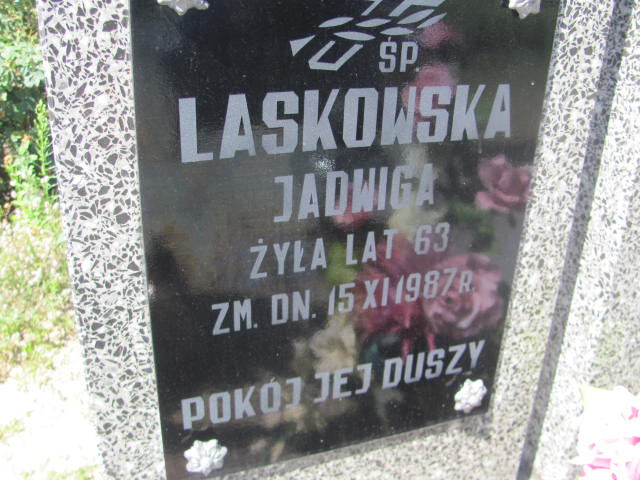 ŚP.
LASKOWSKA
JADWIGA
ŻYŁA LAT 63
ZM. DN. 15 XI 1987 R.
POKÓJ JEJ DUSZY